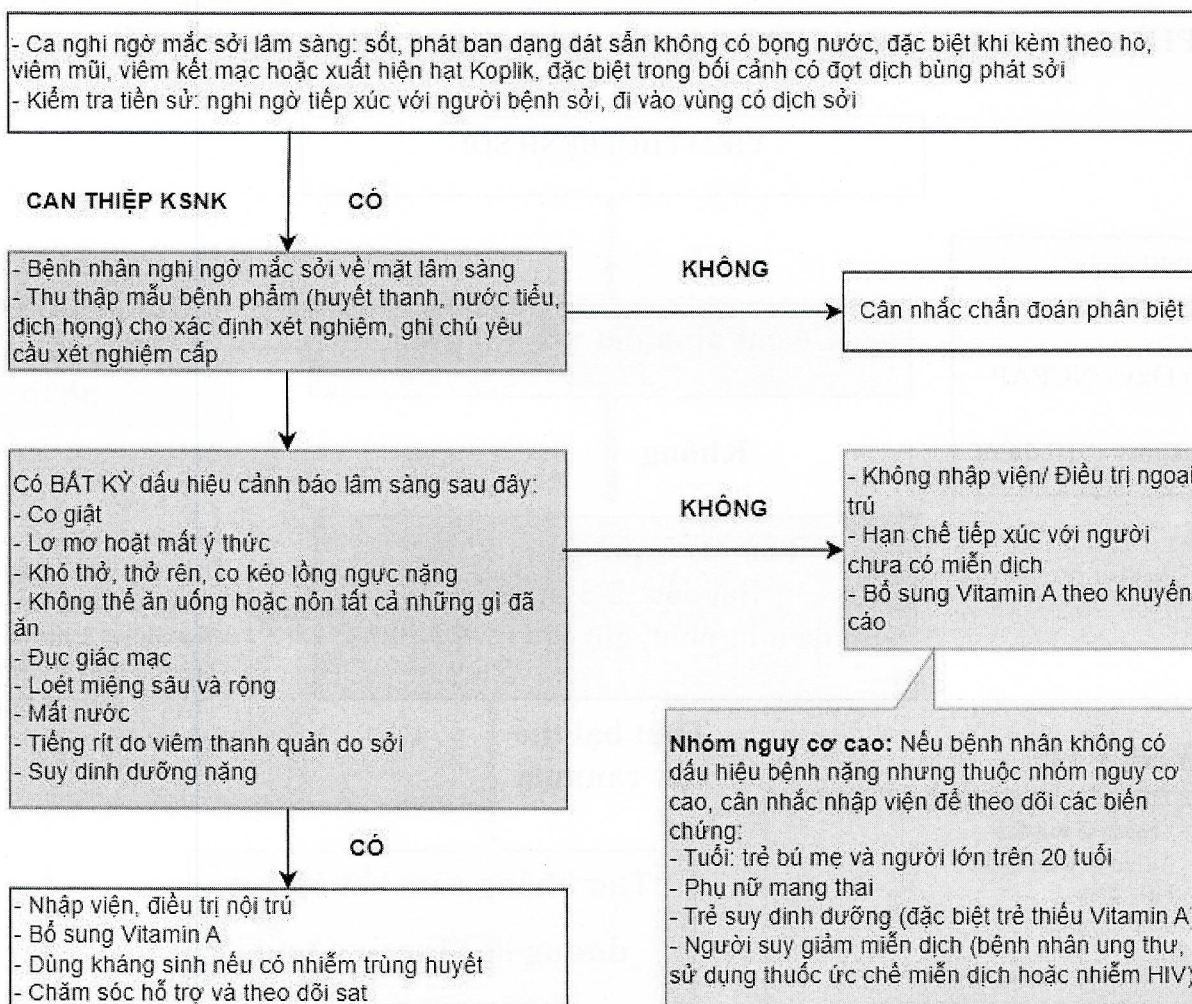 - Ca nghi ngờ mắc sởi lâm sàng: sốt, phát ban dạng dát sẩn không có bọng nước, đặc biệt khi kèm theo ho,
viêm mũi, viêm kết mạc hoặc xuất hiện hạt Koplik, đặc biệt trong bối cảnh có đợt dịch bùng phát sởi
- Kiểm tra tiền sử: nghi ngờ tiếp xúc với người bệnh sởi, đi vào vùng có dịch sởi
CAN THIỆP KSNK
CÓ
- Bệnh nhân nghi ngờ mắc sởi về mặt lâm sàng
- Thu thập mẫu bệnh phẩm (huyết thanh, nước tiểu,
dịch họng) cho xác định xét nghiệm, ghi chú yêu
cầu xét nghiệm cấp
KHÔNG
Cân nhắc chẩn đoán phân biệt
Có BẤT KỲ dấu hiệu cảnh báo lâm sàng sau đây:
- Co giật
- Lơ mơ hoặt mất ý thức
- Khó thở, thở rên, co kéo lồng ngực nặng
- Không thể ăn uống hoặc nôn tất cả những gì đã
ăn
- Đục giác mạc
- Loét miệng sâu và rộng
- Mất nước
- Tiếng rít do viêm thanh quản do sởi
- Suy dinh dưỡng nặng
KHÔNG
- Không nhập viện/ Điều trị ngoại
trú
- Hạn chế tiếp xúc với người
chưa có miễn dịch
- Bổ sung Vitamin A theo khuyến
cáo
Nhóm nguy cơ cao: Nếu bệnh nhân không có
dấu hiệu bệnh nặng nhưng thuộc nhóm nguy cơ
cao, cân nhắc nhập viện để theo dõi các biến
chứng:
- Tuổi: trẻ bú mẹ và người lớn trên 20 tuổi
- Phụ nữ mang thai
- Trẻ suy dinh dưỡng (đặc biệt trẻ thiếu Vitamin A)
- Người suy giảm miễn dịch (bệnh nhân ung thư,
sử dụng thuốc ức chế miễn dịch hoặc nhiễm HIV)
CÓ
- Nhập viện, điều trị nội trú
- Bổ sung Vitamin A
- Dùng kháng sinh nếu có nhiễm trùng huyết
- Chăm sóc hỗ trợ và theo dõi sat